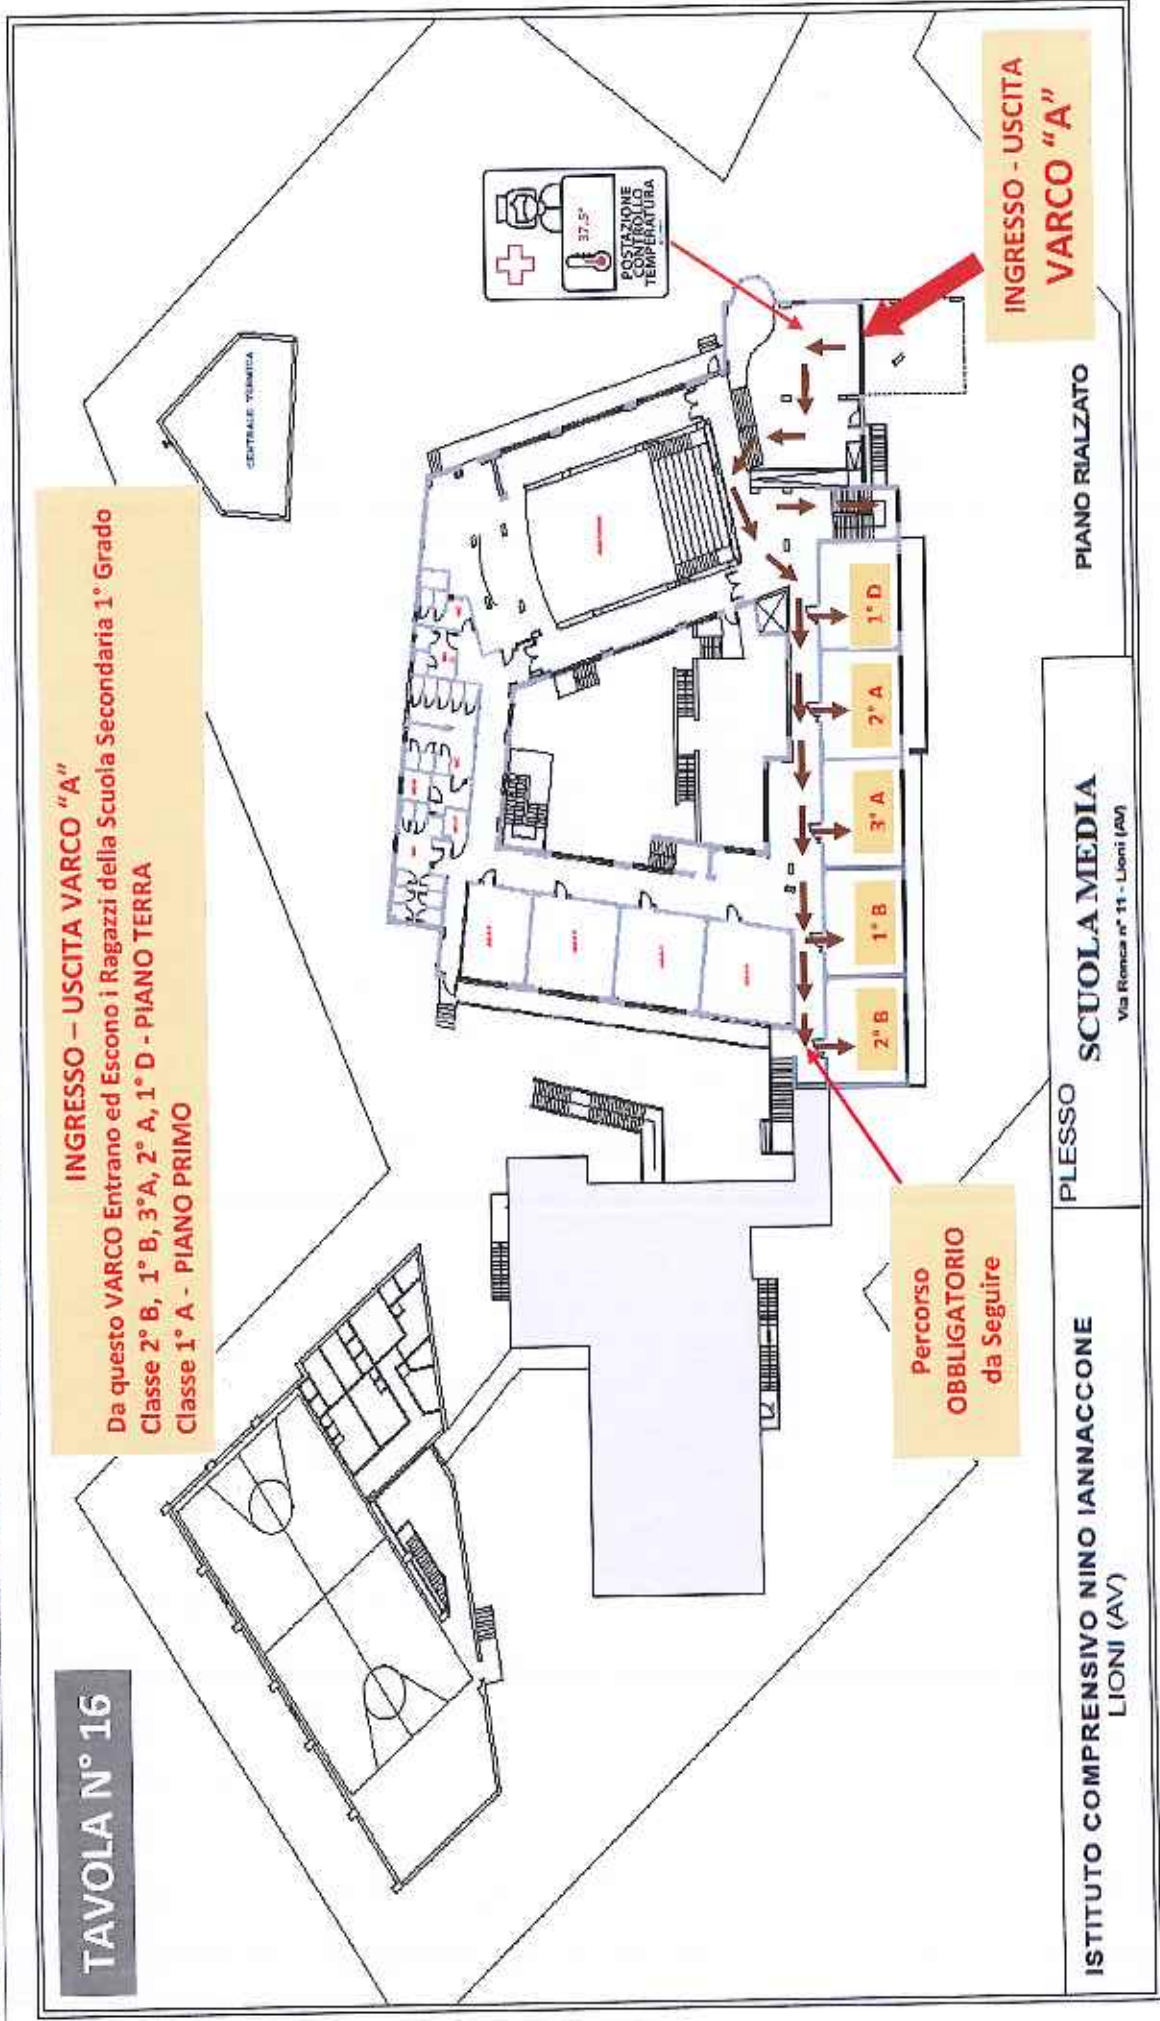 TAVOLA N° 16
INGRESSO – USCITA VARCO "A"
Da questo VARCO Entrano ed Escono i Ragazzi della Scuola Secondaria 1° Grado
Classe 2° B, 1° B, 3°A, 2° A, 1° D - PIANO TERRA
Classe 1° A - PIANO PRIMO
CENTRALE TERMICA
37,5°
POSTAZIONE
CONTROLLO
TEMPERATURA
2° B
1° B
3° A
2° A
1° D
Percorso
OBBLIGATORIO
da Seguire
INGRESSO - USCITA
VARCO "A"
ISTITUTO COMPRENSIVO NINO IANNACCONE
LIONI (AV)
PLESSO
SCUOLA MEDIA
Via Ronca n° 11 - Lioni (AV)
PIANO RIALZATO